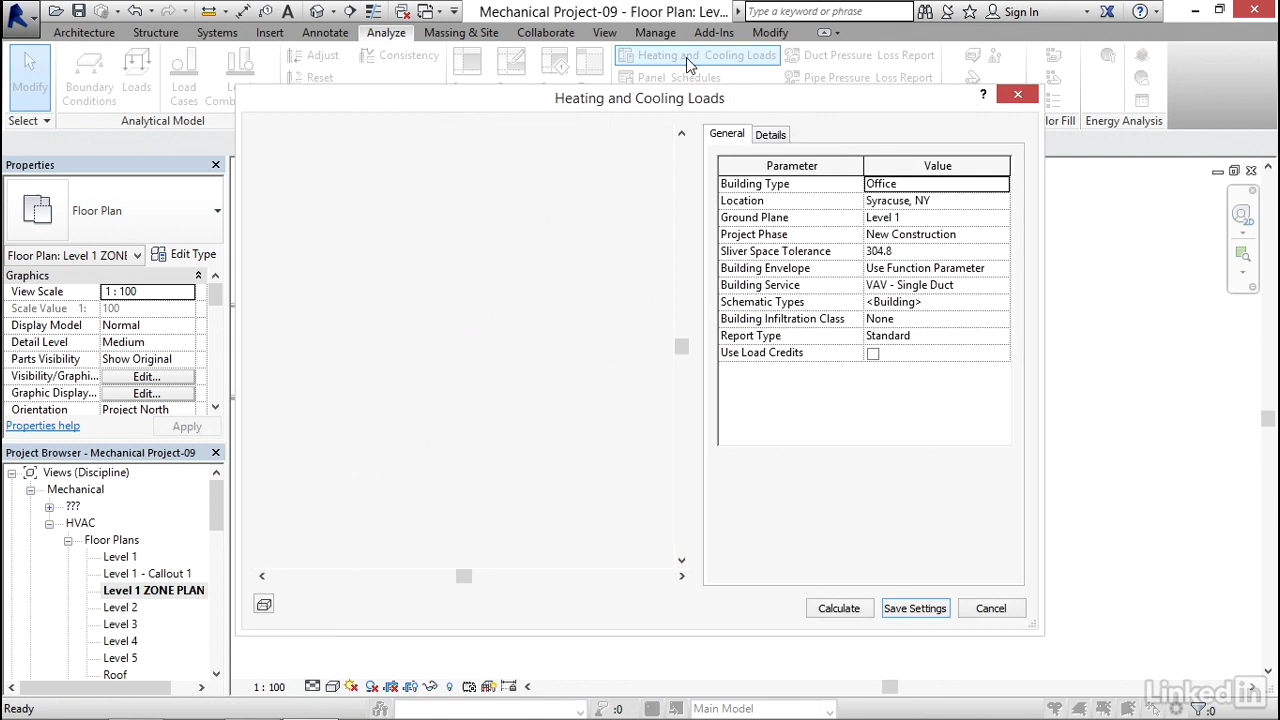 Mechanical Project-09 - Floor Plan: Lev...
Type a keyword or phrase
Sign In
Architecture Structure Systems Insert Annotate Analyze Massing & Site Collaborate View Manage Add-Ins Modify
Modify
Boundary
Conditions
Loads
Load
Cases
Load
Adjust
Reset
Consistency
Heating and Cooling Loads
Panel Schedules
Duct Pressure Loss Report
Pipe Pressure Loss Report
Select
Analytical Model
Energy Analysis
Heating and Cooling Loads
General Details
Parameter Value
Building Type Office
Location Syracuse, NY
Ground Plane Level 1
Project Phase New Construction
Sliver Space Tolerance 304.8
Building Envelope Use Function Parameter
Building Service VAV - Single Duct
Schematic Types <Building>
Building Infiltration Class None
Report Type Standard
Use Load Credits
Calculate Save Settings Cancel
Properties
Floor Plan
Floor Plan: Level 1 ZONE
Edit Type
Graphics
View Scale 1 : 100
Scale Value 1: 100
Display Model Normal
Detail Level Medium
Parts Visibility Show Original
Visibility/Graphi... Edit...
Graphic Display... Edit...
Orientation Project North
Properties help Apply
Project Browser - Mechanical Project-09
Views (Discipline)
Mechanical
???
HVAC
Floor Plans
Level 1
Level 1 - Callout 1
Level 1 ZONE PLAN
Level 2
Level 3
Level 4
Level 5
Roof
2D
1 : 100
Ready
:0
Main Model
:0
Linked in